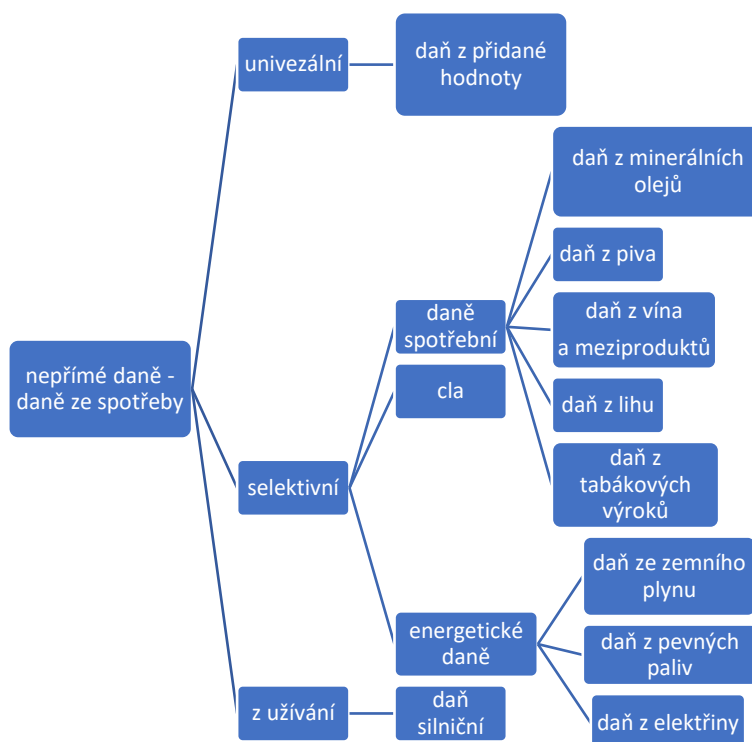 univezální
daň z přidané
hodnoty
daň z minerálních
olejů
daň z piva
daně
spotřební
daň z vína
a meziproduktů
nepřímé daně -
daně ze spotřeby
cla
daň z lihu
selektivní
daň z
tabákových
výroků
daň ze zemního
plynu
energetické
daně
daň z pevných
paliv
z užívání
daň
silniční
daň z elektřiny